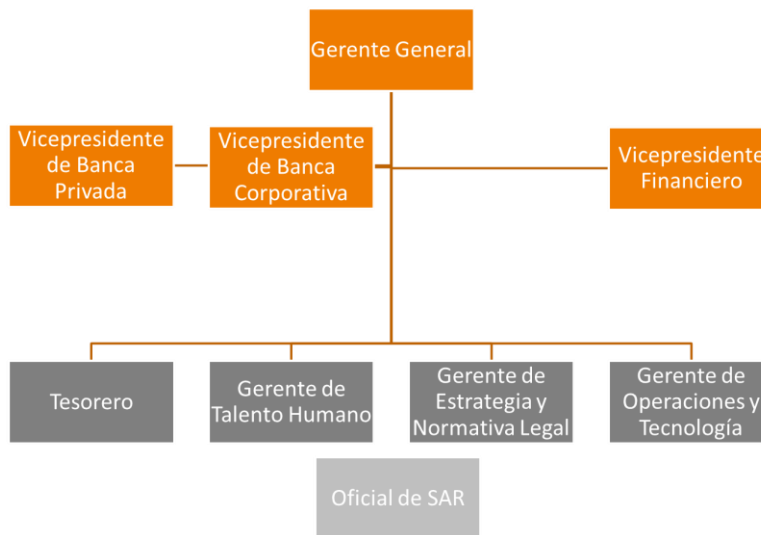 Gerente General
Vicepresidente
de Banca
Privada
Vicepresidente
de Banca
Corporativa
Vicepresidente
Financiero
Tesorero
Gerente de
Talento Humano
Gerente de
Estrategia y
Normativa Legal
Gerente de
Operaciones y
Tecnología
Oficial de SAR